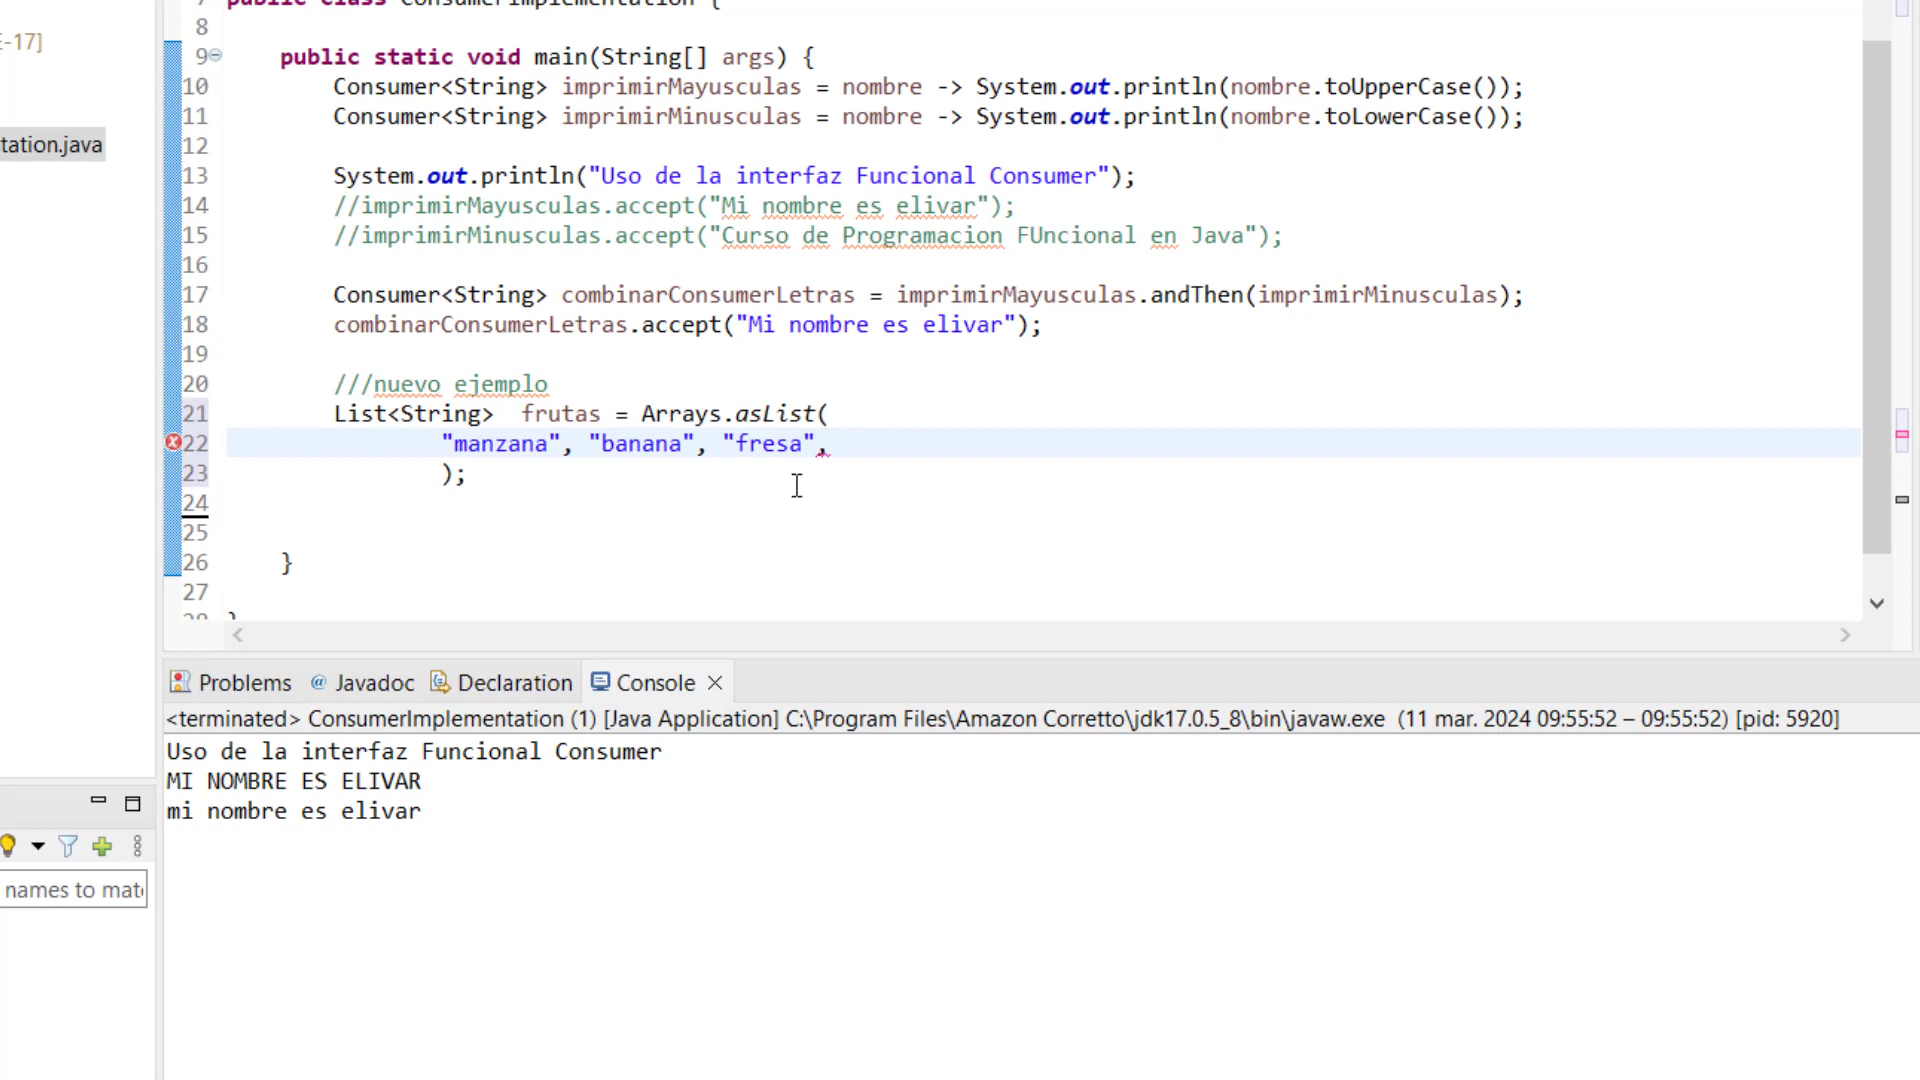 E-17]
tation.java
names to mat
7 public class ConsumerImplementation {
8
9 public static void main(String[] args) {
10 Consumer<String> imprimirMayusculas = nombre -> System.out.println(nombre.toUpperCase());
11 Consumer<String> imprimirMinusculas = nombre -> System.out.println(nombre.toLowerCase());
12
13 System.out.println("Uso de la interfaz Funcional Consumer");
14 //imprimirMayusculas.accept("Mi nombre es elivar");
15 //imprimirMinusculas.accept("Curso de Programacion FUncional en Java");
16
17 Consumer<String> combinarConsumerLetras = imprimirMayusculas.andThen(imprimirMinusculas);
18 combinarConsumerLetras.accept("Mi nombre es elivar");
19
20 ///nuevo ejemplo
21 List<String>  frutas = Arrays.asList(
22 "manzana", "banana", "fresa",
23 );
24
25
26 }
27
28 }
Problems @ Javadoc Declaration Console
<terminated> ConsumerImplementation (1) [Java Application] C:\Program Files\Amazon Corretto\jdk17.0.5_8\bin\javaw.exe (11 mar. 2024 09:55:52 – 09:55:52) [pid: 5920]
Uso de la interfaz Funcional Consumer
MI NOMBRE ES ELIVAR
mi nombre es elivar